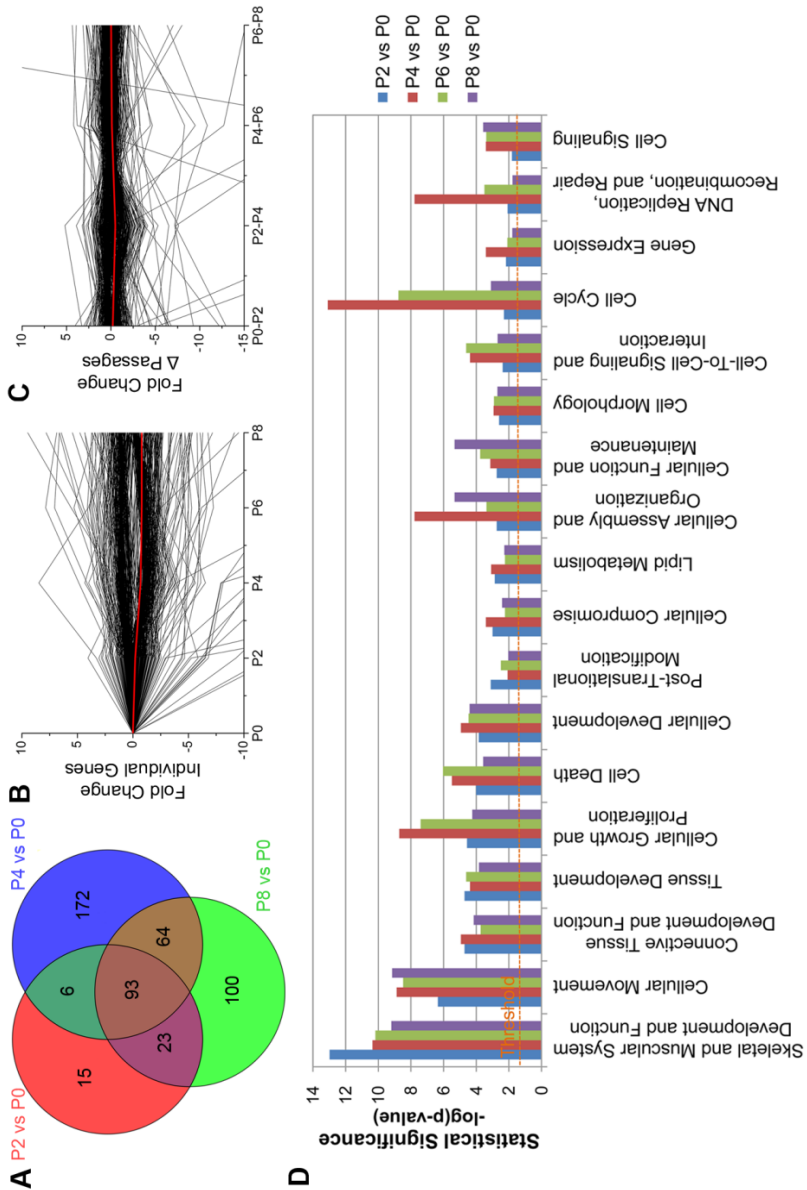 A
P2 vs P0
P4 vs P0
15
6
172
93
23
64
100
P8 vs P0
B
Fold Change
Individual Genes
10
5
0
-5
-10
P0
P2
P4
P6
P8
C
Fold Change
Δ Passages
10
5
0
-5
-10
-15
P0-P2
P2-P4
P4-P6
P6-P8
D
Statistical Significance
-log(p-value)
14
12
10
8
6
4
2
0
Threshold
P2 vs P0
P4 vs P0
P6 vs P0
P8 vs P0
Skeletal and Muscular System
Development and Function
Cellular Movement
Connective Tissue
Development and Function
Tissue Development
Cellular Growth and
Proliferation
Cell Death
Cellular Development
Post-Translational
Modification
Cellular Compromise
Lipid Metabolism
Cellular Assembly and
Organization
Cellular Function and
Maintenance
Cell Morphology
Cell-To-Cell Signaling and
Interaction
Cell Cycle
Gene Expression
DNA Replication,
Recombination, and Repair
Cell Signaling